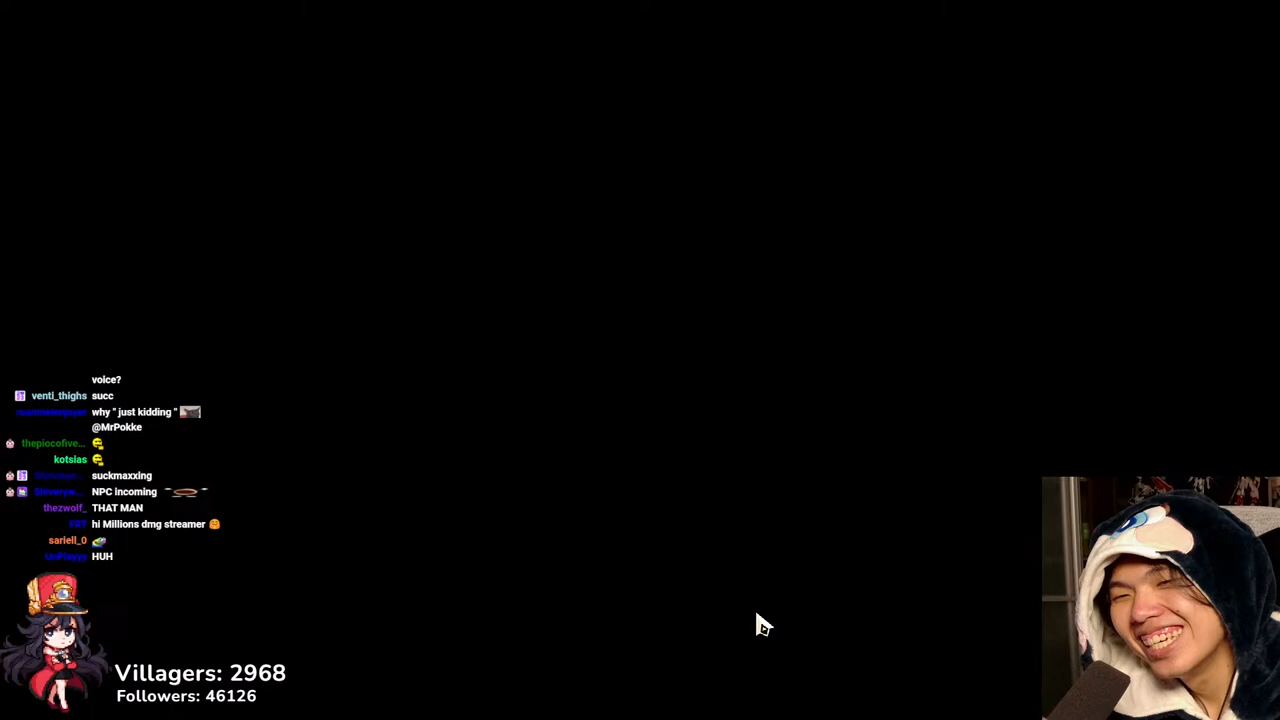 voice?
venti_thighs succ
why " just kidding "
@MrPokke
thepiocofive...
kotsias
suckmaxxing
NPC incoming
thezwolf_ THAT MAN
hi Millions dmg streamer
sariell_0
HUH
Villagers: 2968
Followers: 46126